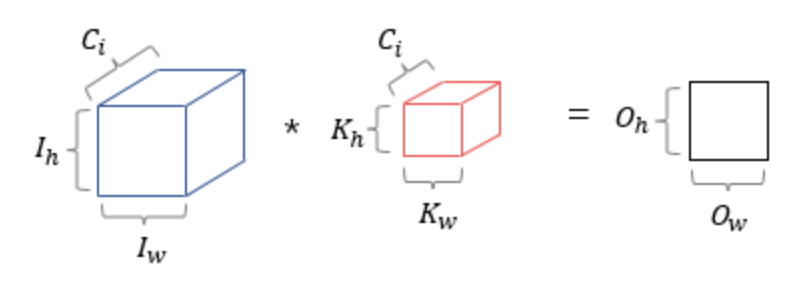 C_i
C_i
I_h * K_h = O_h
I_w K_w O_w